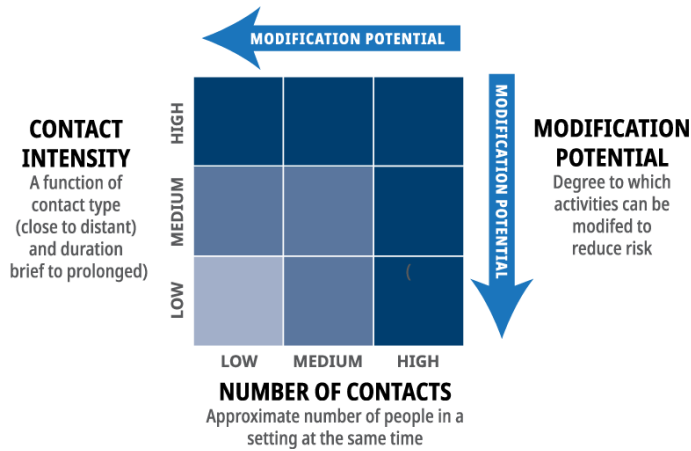 MODIFICATION POTENTIAL
CONTACT
INTENSITY
A function of
contact type
(close to distant)
and duration
brief to prolonged)
HIGH
MEDIUM
LOW
(
MODIFICATION POTENTIAL
MODIFICATION
POTENTIAL
Degree to which
activities can be
modifed to
reduce risk
LOW MEDIUM HIGH
NUMBER OF CONTACTS
Approximate number of people in a
setting at the same time